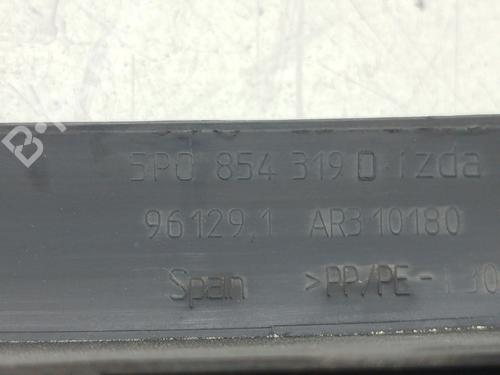 5P0 854 319 D izda
96129,1 AR310180
Spain >PP/PE-